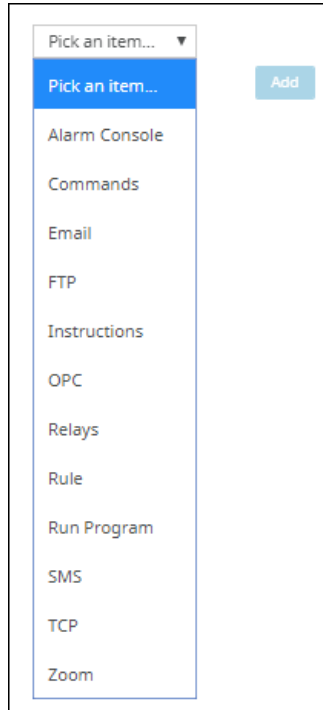 Pick an item... ▼
Pick an item...
Add
Alarm Console
Commands
Email
FTP
Instructions
OPC
Relays
Rule
Run Program
SMS
TCP
Zoom